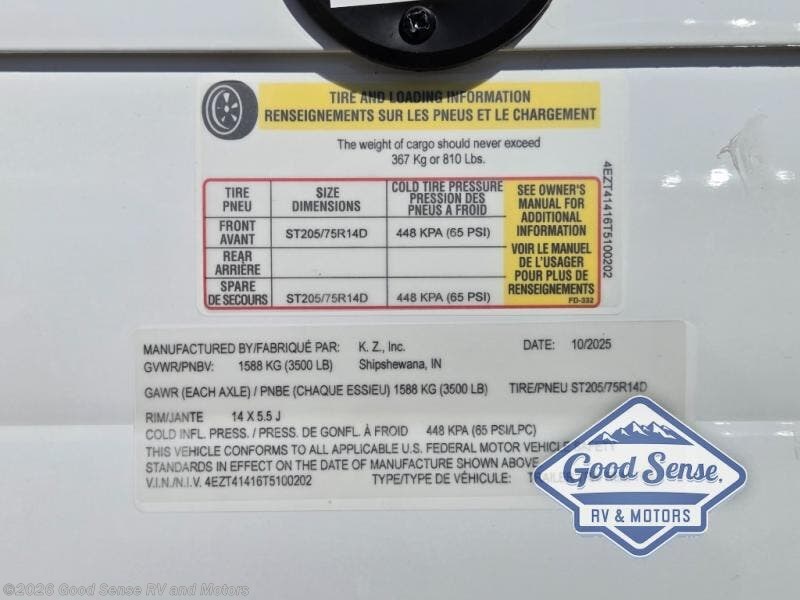 TIRE AND LOADING INFORMATION
RENSEIGNEMENTS SUR LES PNEUS ET LE CHARGEMENT
The weight of cargo should never exceed
367 Kg or 810 Lbs.
TIRE PNEU SIZE DIMENSIONS COLD TIRE PRESSURE PRESSION DES PNEUS A FROID
FRONT AVANT ST205/75R14D 448 KPA (65 PSI)
REAR ARRIÈRE
SPARE DE SECOURS ST205/75R14D 448 KPA (65 PSI)
SEE OWNER'S
MANUAL FOR
ADDITIONAL
INFORMATION
VOIR LE MANUEL
DE L'USAGER
POUR PLUS DE
RENSEIGNEMENTS
FD-332
4EZT41416T5100202
MANUFACTURED BY/FABRIQUÉ PAR: K. Z., Inc. DATE: 10/2025
GVWR/PNBV: 1588 KG (3500 LB) Shipshewana, IN
GAWR (EACH AXLE) / PNBE (CHAQUE ESSIEU) 1588 KG (3500 LB) TIRE/PNEU ST205/75R14D
RIM/JANTE 14 X 5.5 J
COLD INFL. PRESS. / PRESS. DE GONFL. À FROID 448 KPA (65 PSI/LPC)
THIS VEHICLE CONFORMS TO ALL APPLICABLE U.S. FEDERAL MOTOR VEHICLE
STANDARDS IN EFFECT ON THE DATE OF MANUFACTURE SHOWN ABOVE
V.I.N./N.I.V. 4EZT41416T5100202 TYPE/TYPE DE VÉHICULE:
Good Sense.
RV & MOTORS
©2026 Good Sense RV and Motors